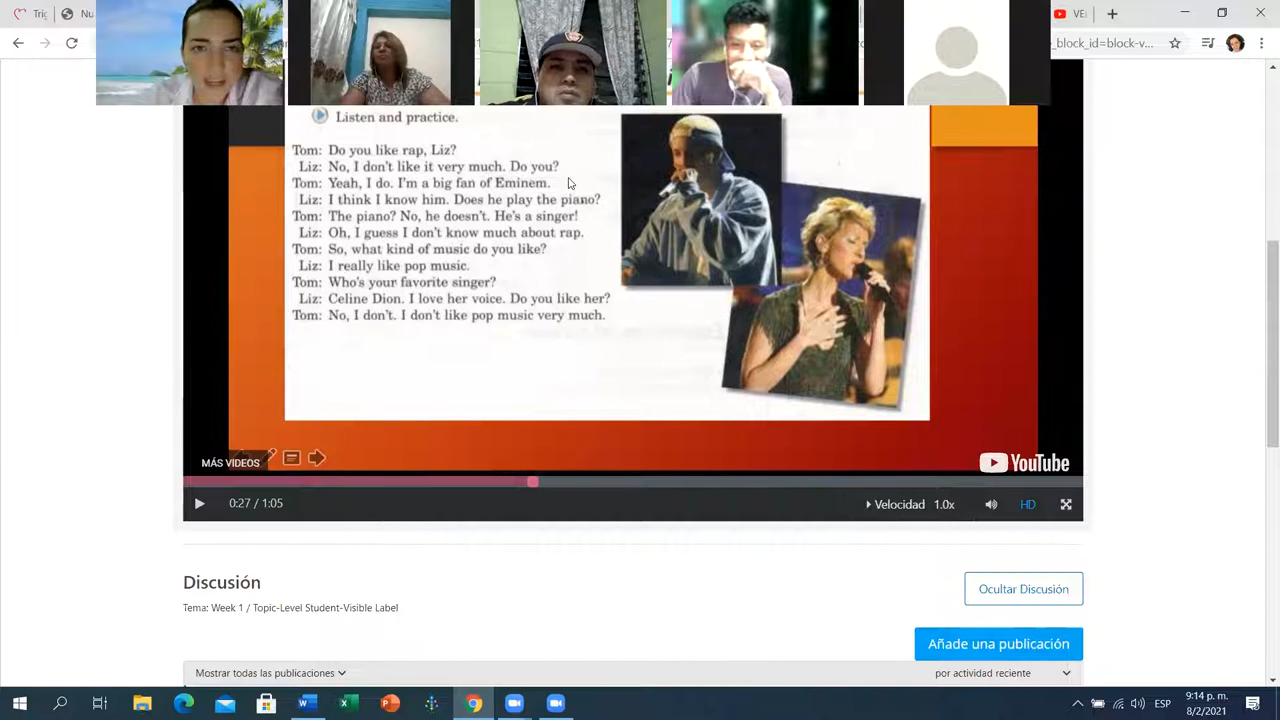 Trig
VE
_block_id=block-v...
Listen and practice.
Tom: Do you like rap, Liz?
Liz: No, I don't like it very much. Do you?
Tom: Yeah, I do. I'm a big fan of Eminem.
Liz: I think I know him. Does he play the piano?
Tom: The piano? No, he doesn't. He's a singer!
Liz: Oh, I guess I don't know much about rap.
Tom: So, what kind of music do you like?
Liz: I really like pop music.
Tom: Who's your favorite singer?
Liz: Celine Dion. I love her voice. Do you like her?
Tom: No, I don't. I don't like pop music very much.
MÁS VIDEOS
YouTube
0:27 / 1:05
Velocidad 1.0x
HD
Discusión
Ocultar Discusión
Tema: Week 1 / Topic-Level Student-Visible Label
Añade una publicación
Mostrar todas las publicaciones
por actividad reciente
ESP
9:14 p. m.
8/2/2021